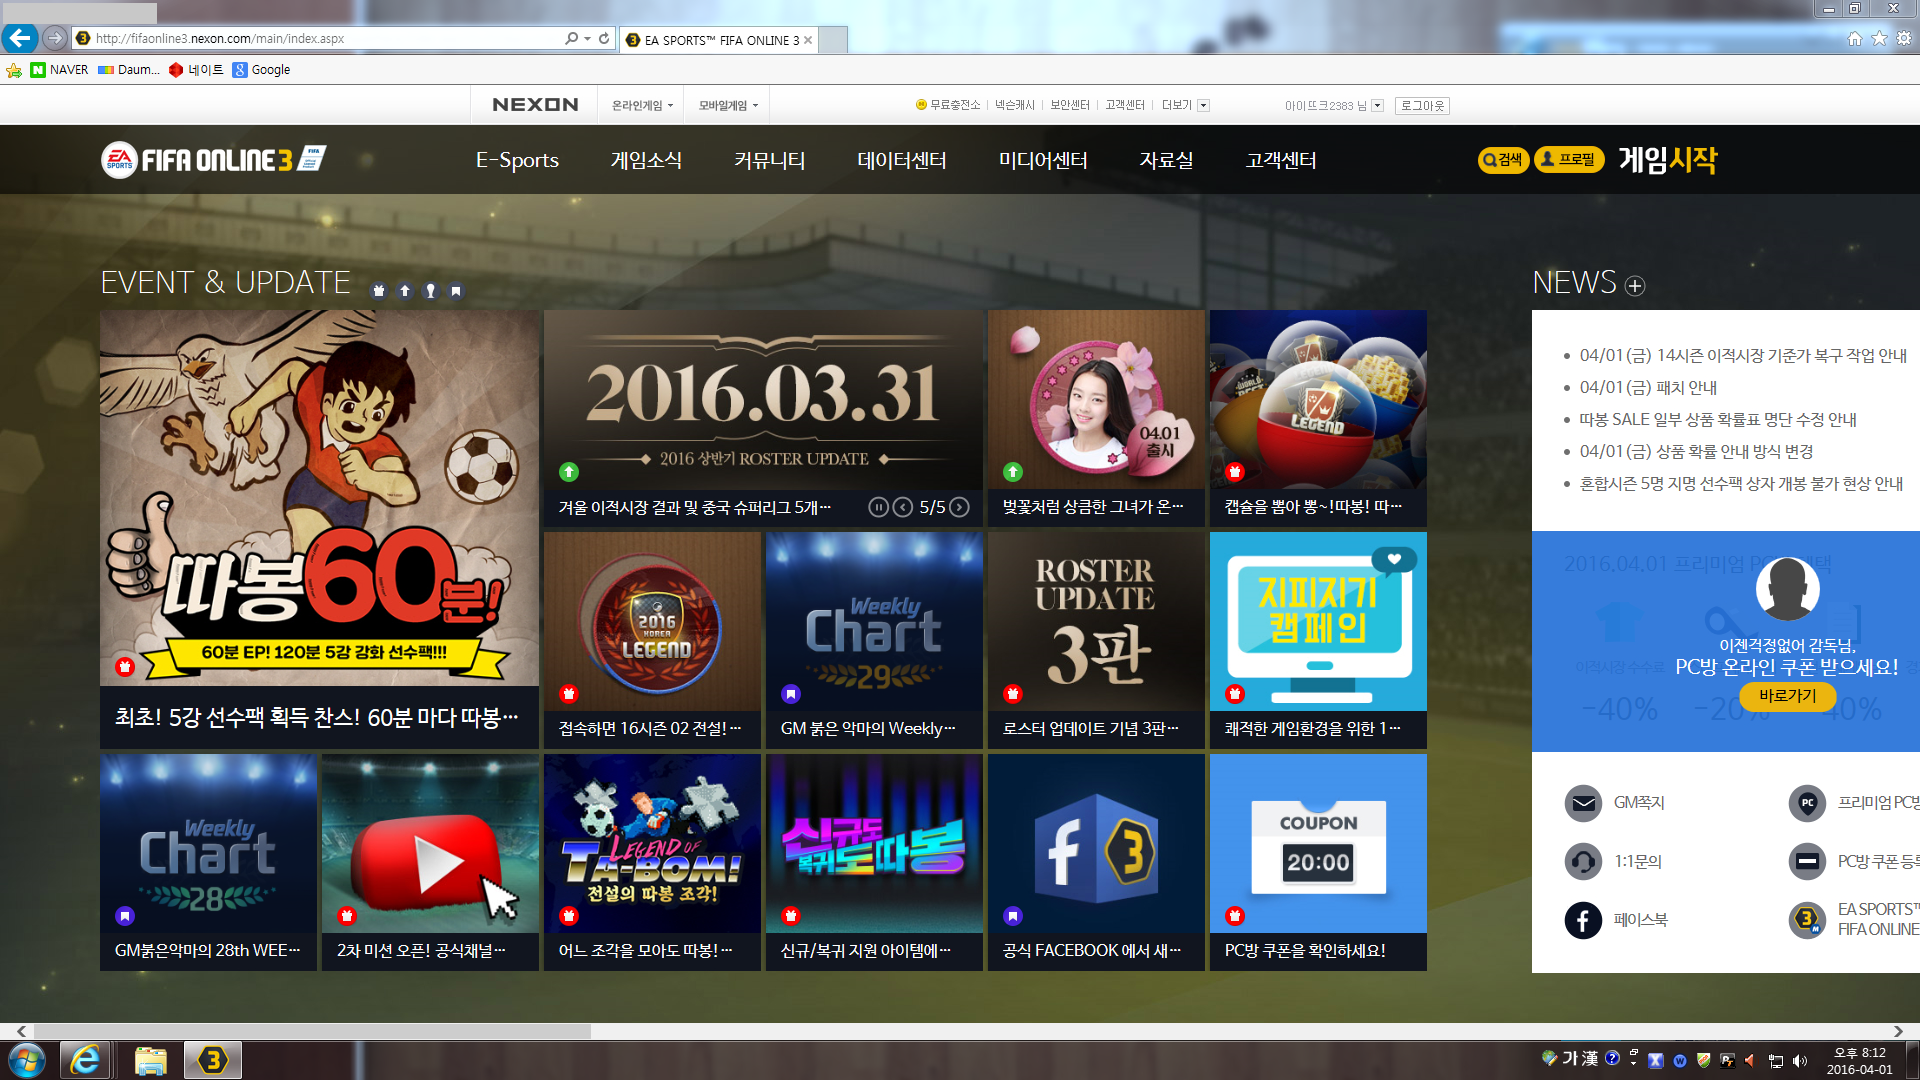 http://fifaonline3.nexon.com/main/index.aspx
EA SPORTS™ FIFA ONLINE 3
NAVER
Daum...
네이트
Google
NEXON
온라인게임
모바일게임
무료충전소
넥슨캐시
보안센터
고객센터
더보기
아이뜨크2383 님
로그아웃
EA SPORTS FIFA ONLINE 3
E-Sports
게임소식
커뮤니티
데이터센터
미디어센터
자료실
고객센터
검색
프로필
게임시작
EVENT & UPDATE
NEWS
따봉60분!
60분 EP! 120분 5강 강화 선수팩!!!
최초! 5강 선수팩 획득 찬스! 60분 마다 따봉…
2016.03.31
2016 상반기 ROSTER UPDATE
겨울 이적시장 결과 및 중국 슈퍼리그 5개…
5/5
04.01
출시
벚꽃처럼 상큼한 그녀가 온…
LEGEND
캡슐을 뽑아 뿅~!따봉! 따…
2016
KOREA
LEGEND
접속하면 16시즌 02 전설!…
Weekly
Chart
29
GM 붉은 악마의 Weekly…
ROSTER
UPDATE
3판
로스터 업데이트 기념 3판…
지피지기
캠페인
쾌적한 게임환경을 위한 1…
Weekly
Chart
28
GM붉은악마의 28th WEE…
2차 미션 오픈! 공식채널…
LEGEND OF
TA-BOM!
전설의 따봉 조각!
어느 조각을 모아도 따봉!…
신규도
복귀도따봉
신규/복귀 지원 아이템에…
공식 FACEBOOK 에서 새…
COUPON
20:00
PC방 쿠폰을 확인하세요!
04/01(금) 14시즌 이적시장 기준가 복구 작업 안내
04/01(금) 패치 안내
따봉 SALE 일부 상품 확률표 명단 수정 안내
04/01(금) 상품 확률 안내 방식 변경
혼합시즌 5명 지명 선수팩 상자 개봉 불가 현상 안내
2016.04.01 프리미엄 PC
이젠걱정없어 감독님,
PC방 온라인 쿠폰 받으세요!
바로가기
이적시장 수수료
-40%
-20%
40%
GM쪽지
프리미엄 PC방
1:1문의
PC방 쿠폰 등록
페이스북
EA SPORTS™
FIFA ONLINE
가 漢
오후 8:12
2016-04-01